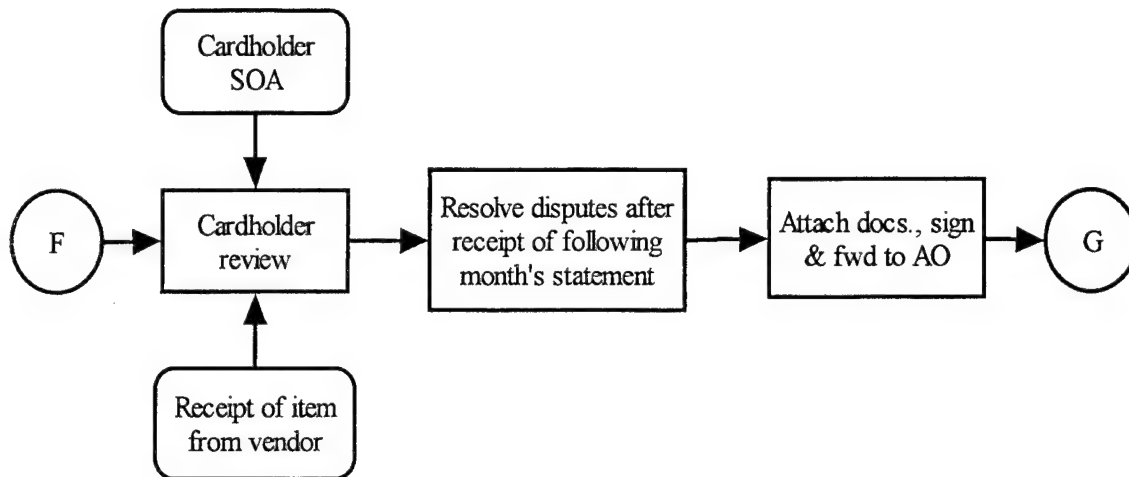 Cardholder
SOA
F
Cardholder
review
Resolve disputes after
receipt of following
month's statement
Attach docs., sign
& fwd to AO
G
Receipt of item
from vendor